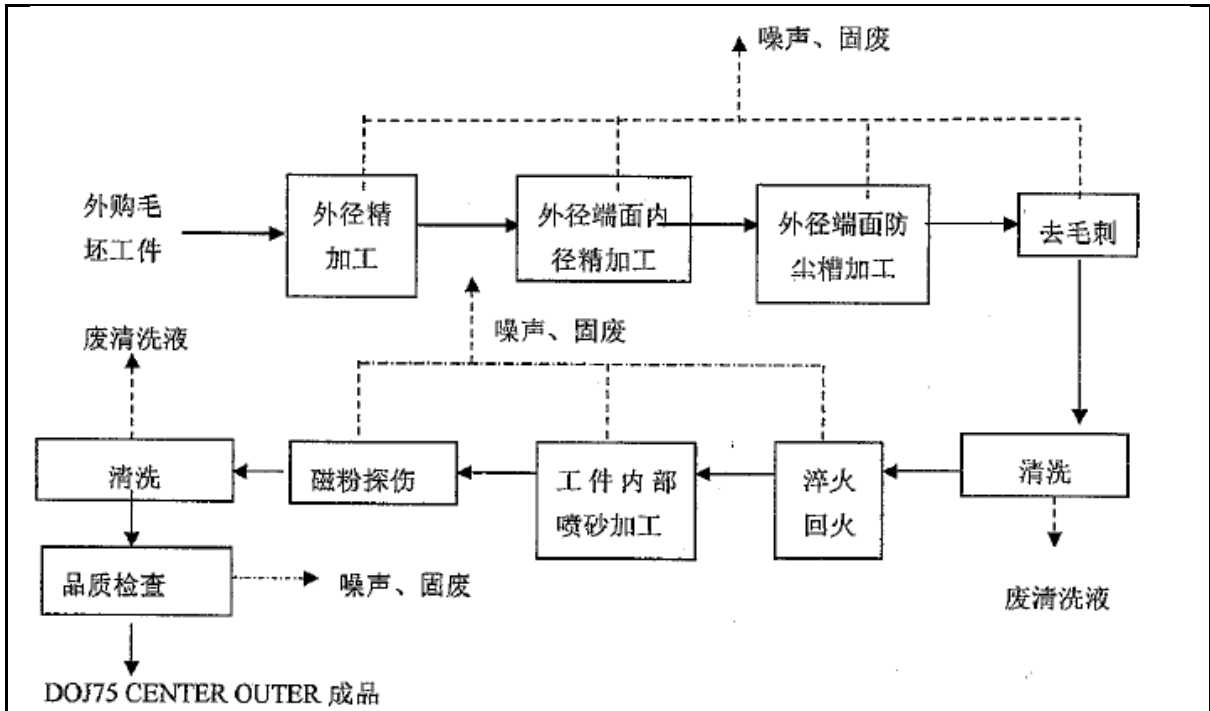 噪声、固废
外购毛
坯工件
外径精
加工
外径端面内
径精加工
外径端面防
尘槽加工
去毛刺
废清洗液
噪声、固废
清洗
磁粉探伤
工件内部
喷砂加工
淬火
回火
清洗
品质检查
噪声、固废
废清洗液
DOJ75 CENTER OUTER 成品